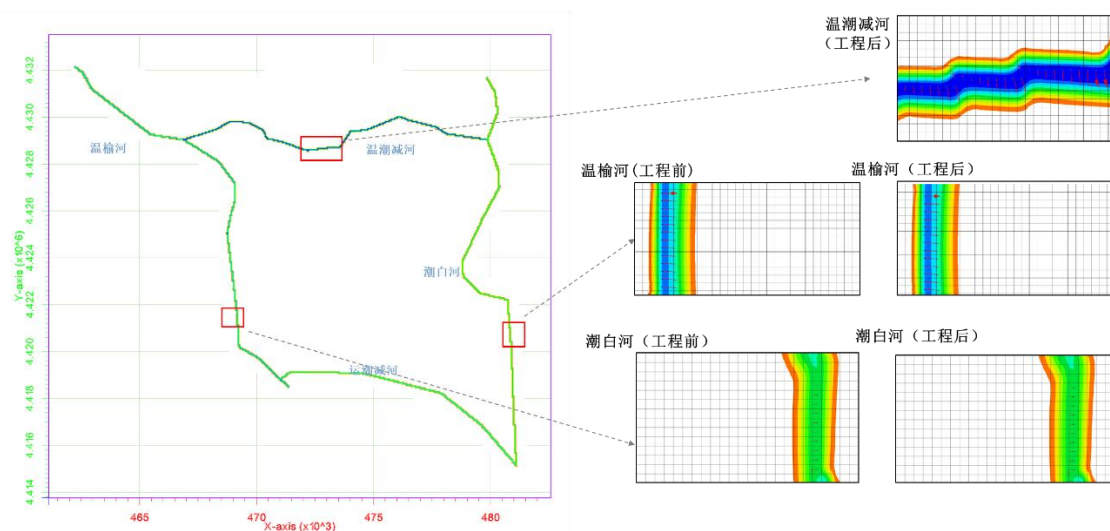 温潮减河
（工程后）
4.432
4.430
4.428
4.426
4.424
4.422
4.420
4.418
4.416
4.414
Y-axis (x10^6)
温榆河
温潮减河
潮白河
运潮减河
465
470
475
480
X-axis (x10^3)
温榆河(工程前)
温榆河（工程后）
潮白河（工程前）
潮白河（工程后）